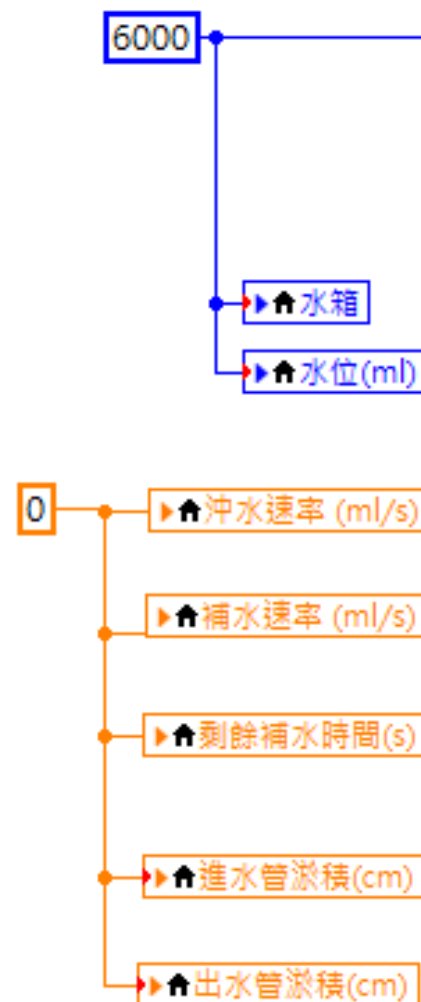 6000
水箱
水位(ml)
0
沖水速率 (ml/s)
補水速率 (ml/s)
剩餘補水時間(s)
進水管淤積(cm)
出水管淤積(cm)